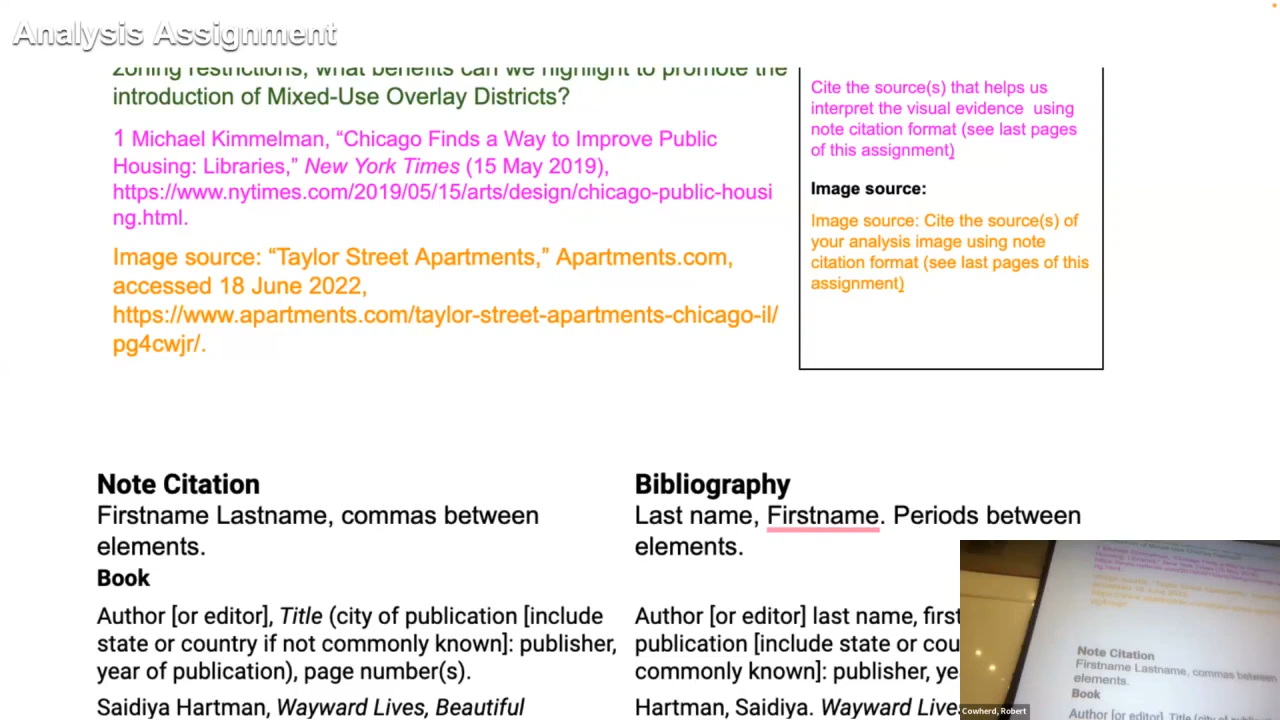 Analysis Assignment
zoning restrictions, what benefits can we highlight to promote the
introduction of Mixed-Use Overlay Districts?
1 Michael Kimmelman, “Chicago Finds a Way to Improve Public
Housing: Libraries,” New York Times (15 May 2019),
https://www.nytimes.com/2019/05/15/arts/design/chicago-public-housi
ng.html.
Image source: “Taylor Street Apartments,” Apartments.com,
accessed 18 June 2022,
https://www.apartments.com/taylor-street-apartments-chicago-il/
pg4cwjr/.
Cite the source(s) that helps us
interpret the visual evidence using
note citation format (see last pages
of this assignment)
Image source:
Image source: Cite the source(s) of
your analysis image using note
citation format (see last pages of this
assignment)
Note Citation
Firstname Lastname, commas between
elements.
Book
Author [or editor], Title (city of publication [include
state or country if not commonly known]: publisher,
year of publication), page number(s).
Saidiya Hartman, Wayward Lives, Beautiful
Bibliography
Last name, Firstname. Periods between
elements.
Author [or editor] last name, first
publication [include state or cou
commonly known]: publisher, ye
Hartman, Saidiya. Wayward Live
Note Citation
Firstname Lastname, commas between
elements.
Book
Author [or editor], Title (city of publication
Cowherd, Robert